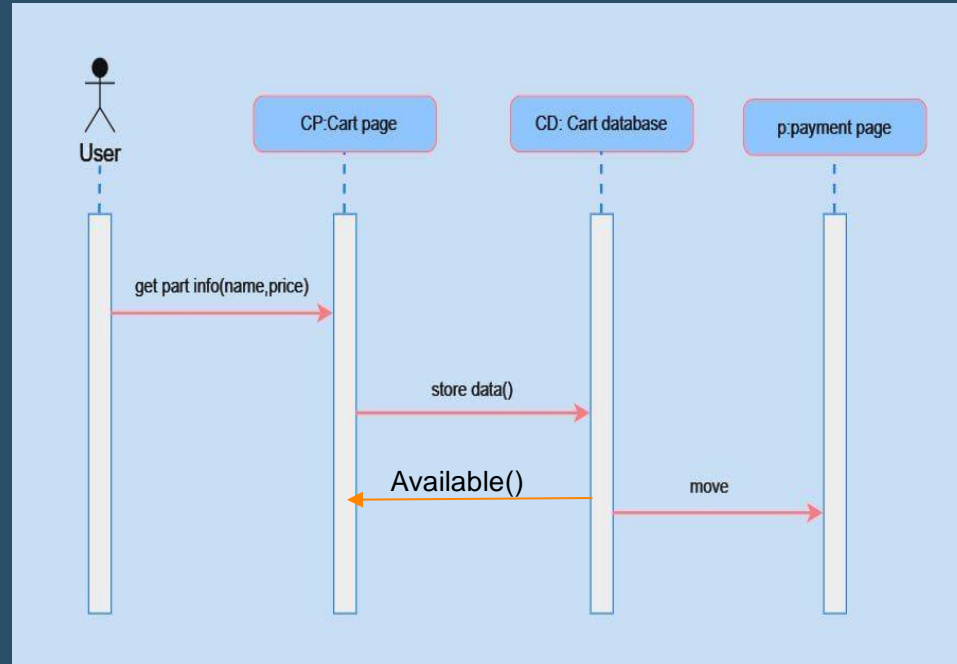 User
CP:Cart page
CD: Cart database
p:payment page
get part info(name,price)
store data()
Available()
move